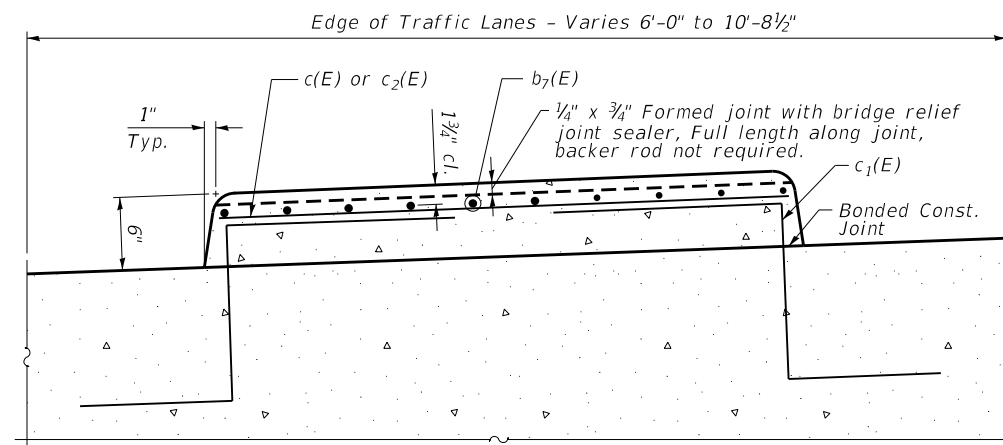 Edge of Traffic Lanes - Varies 6'-0" to 10'-8½"
c(E) or c₂(E)
b₇(E)
1"
Typ.
1¾" cl.
¼" x ¾" Formed joint with bridge relief
joint sealer, Full length along joint,
backer rod not required.
c₁(E)
6"
Bonded Const.
Joint